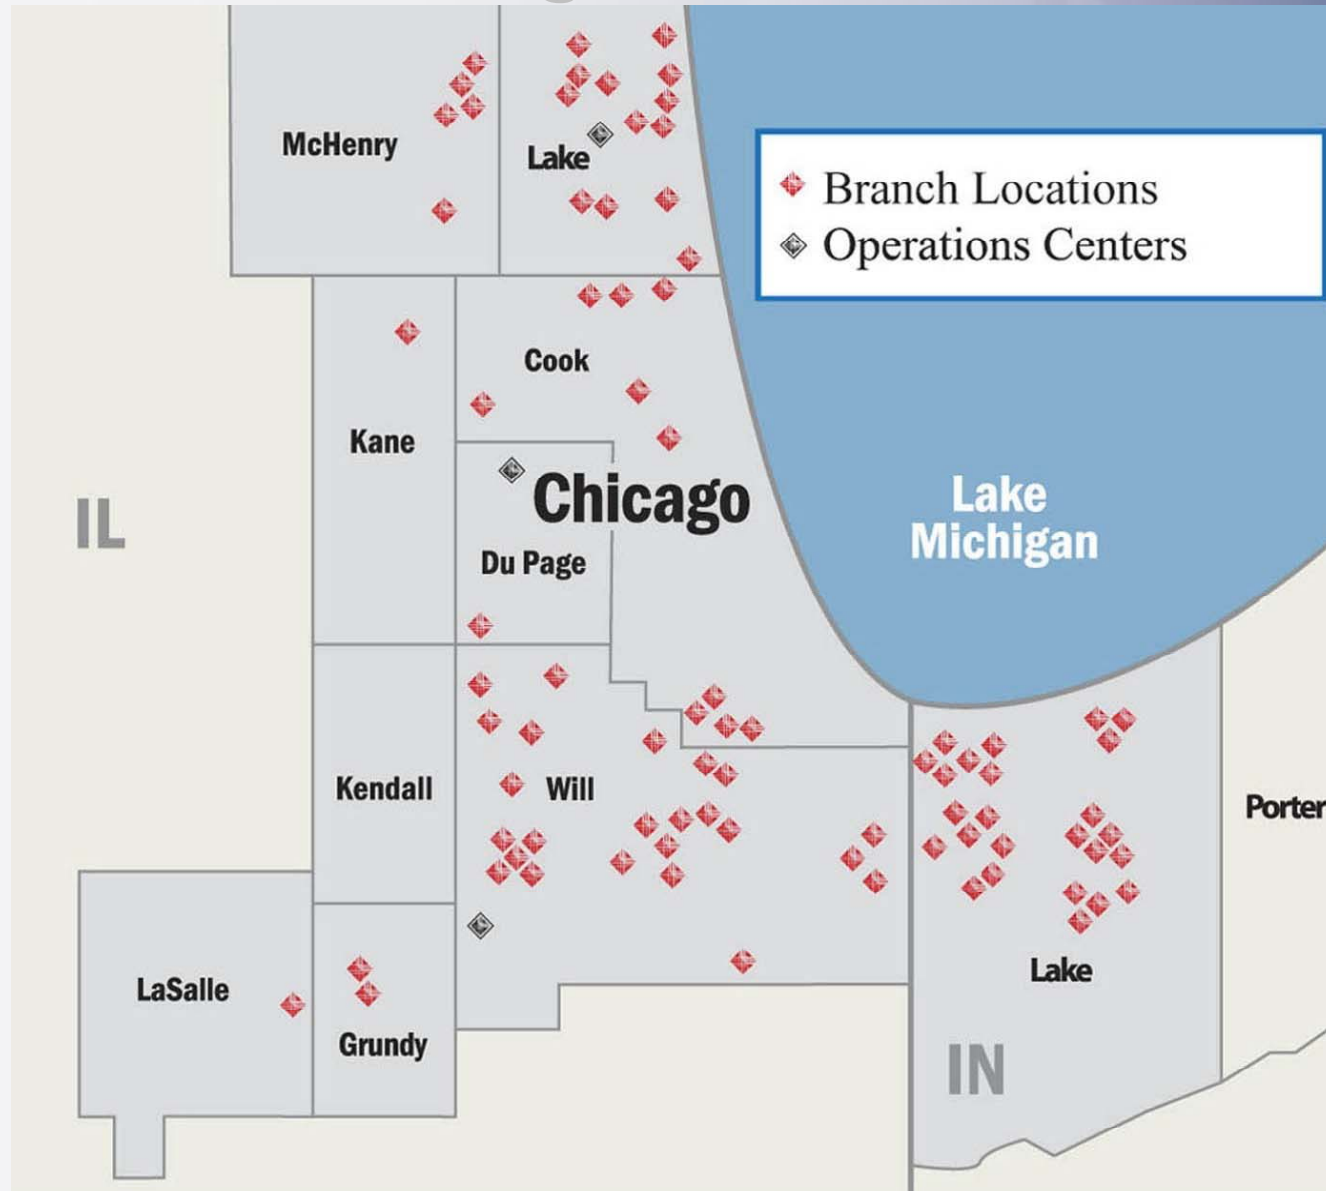 McHenry
Lake
Branch Locations
Operations Centers
Cook
Kane
Chicago
IL
Lake
Michigan
Du Page
Kendall
Will
Porter
LaSalle
Lake
Grundy
IN